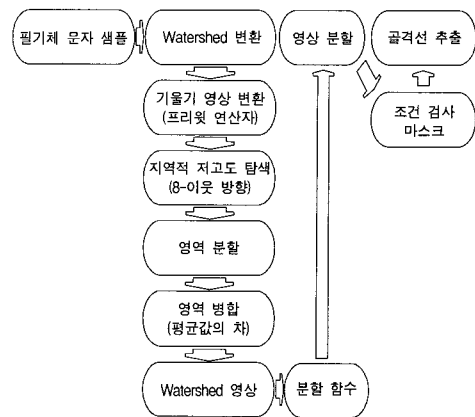 필기체 문자 샘플
Watershed 변환
영상 분할
골격선 추출
기울기 영상 변환
(프리윗 연산자)
조건 검사
마스크
지역적 저고도 탐색
(8-이웃 방향)
영역 분할
영역 병합
(평균값의 차)
Watershed 영상
분할 함수